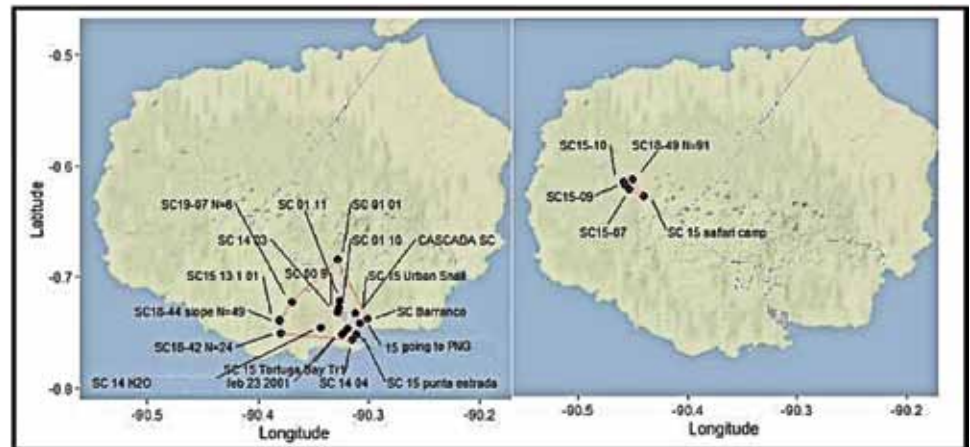 -0.5
-0.6
-0.7
-0.8
Latitude
SC19-07 N=6
SC 01 11
SC 01 01
SC 14 03
SC 01 10
CASCADA SC
SC15 13.1 01
SC 00 9
SC 15 Urban Snail
SC18-44 slope N=49
SC Barranco
SC18-42 N=24
15 going to PNG
SC 15 Tortuga Bay Tr1
SC 14 H2O
feb 23 2001
SC 14 04
SC 15 punta estrada
-90.5
-90.4
-90.3
-90.2
Longitude
SC15-10
SC18-49 N=91
SC15-09
SC15-07
SC 15 safari camp
-90.5
-90.4
-90.3
-90.2
Longitude